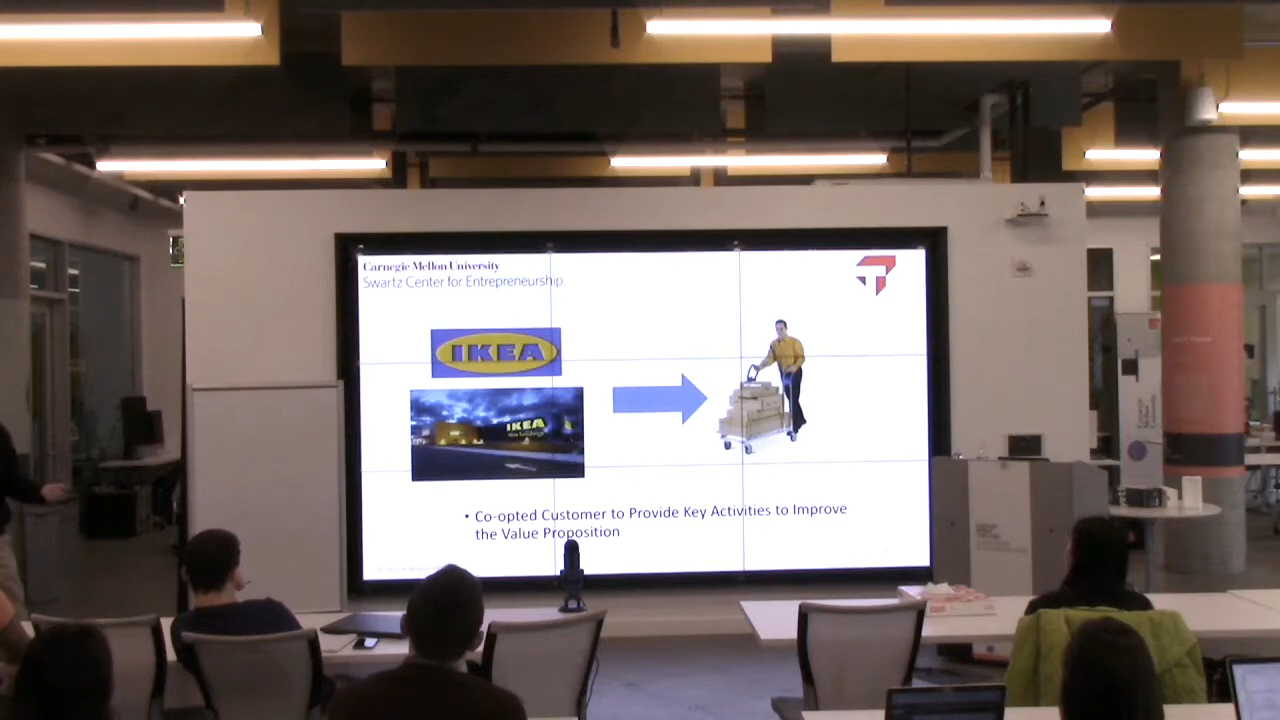 Carnegie Mellon University
Swartz Center for Entrepreneurship
IKEA
IKEA
• Co-opted Customer to Provide Key Activities to Improve
the Value Proposition